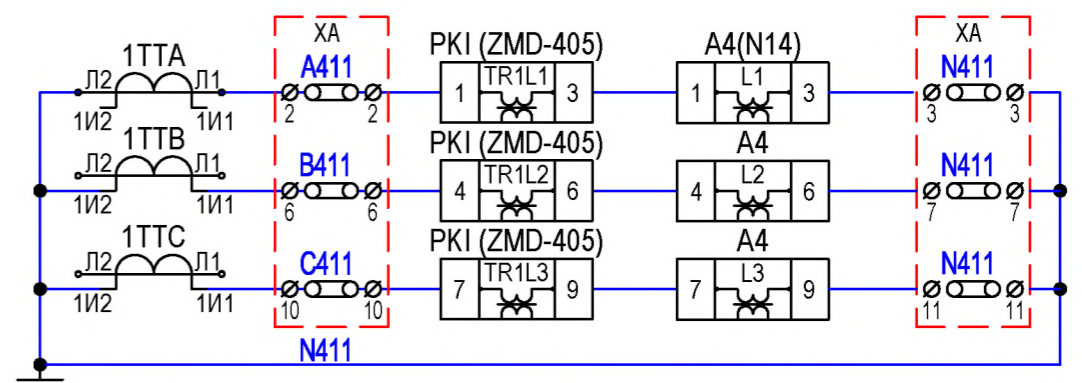 XA
PKI (ZMD-405)
A4(N14)
XA
1TTA
A411
N411
Л2
Л1
1
TR1L1
3
1
L1
3
1И2
1И1
2
2
3
3
1TTB
B411
PKI (ZMD-405)
A4
N411
Л2
Л1
4
TR1L2
6
4
L2
6
1И2
1И1
6
6
7
7
1TTC
C411
PKI (ZMD-405)
A4
N411
Л2
Л1
7
TR1L3
9
7
L3
9
1И2
1И1
10
10
11
11
N411